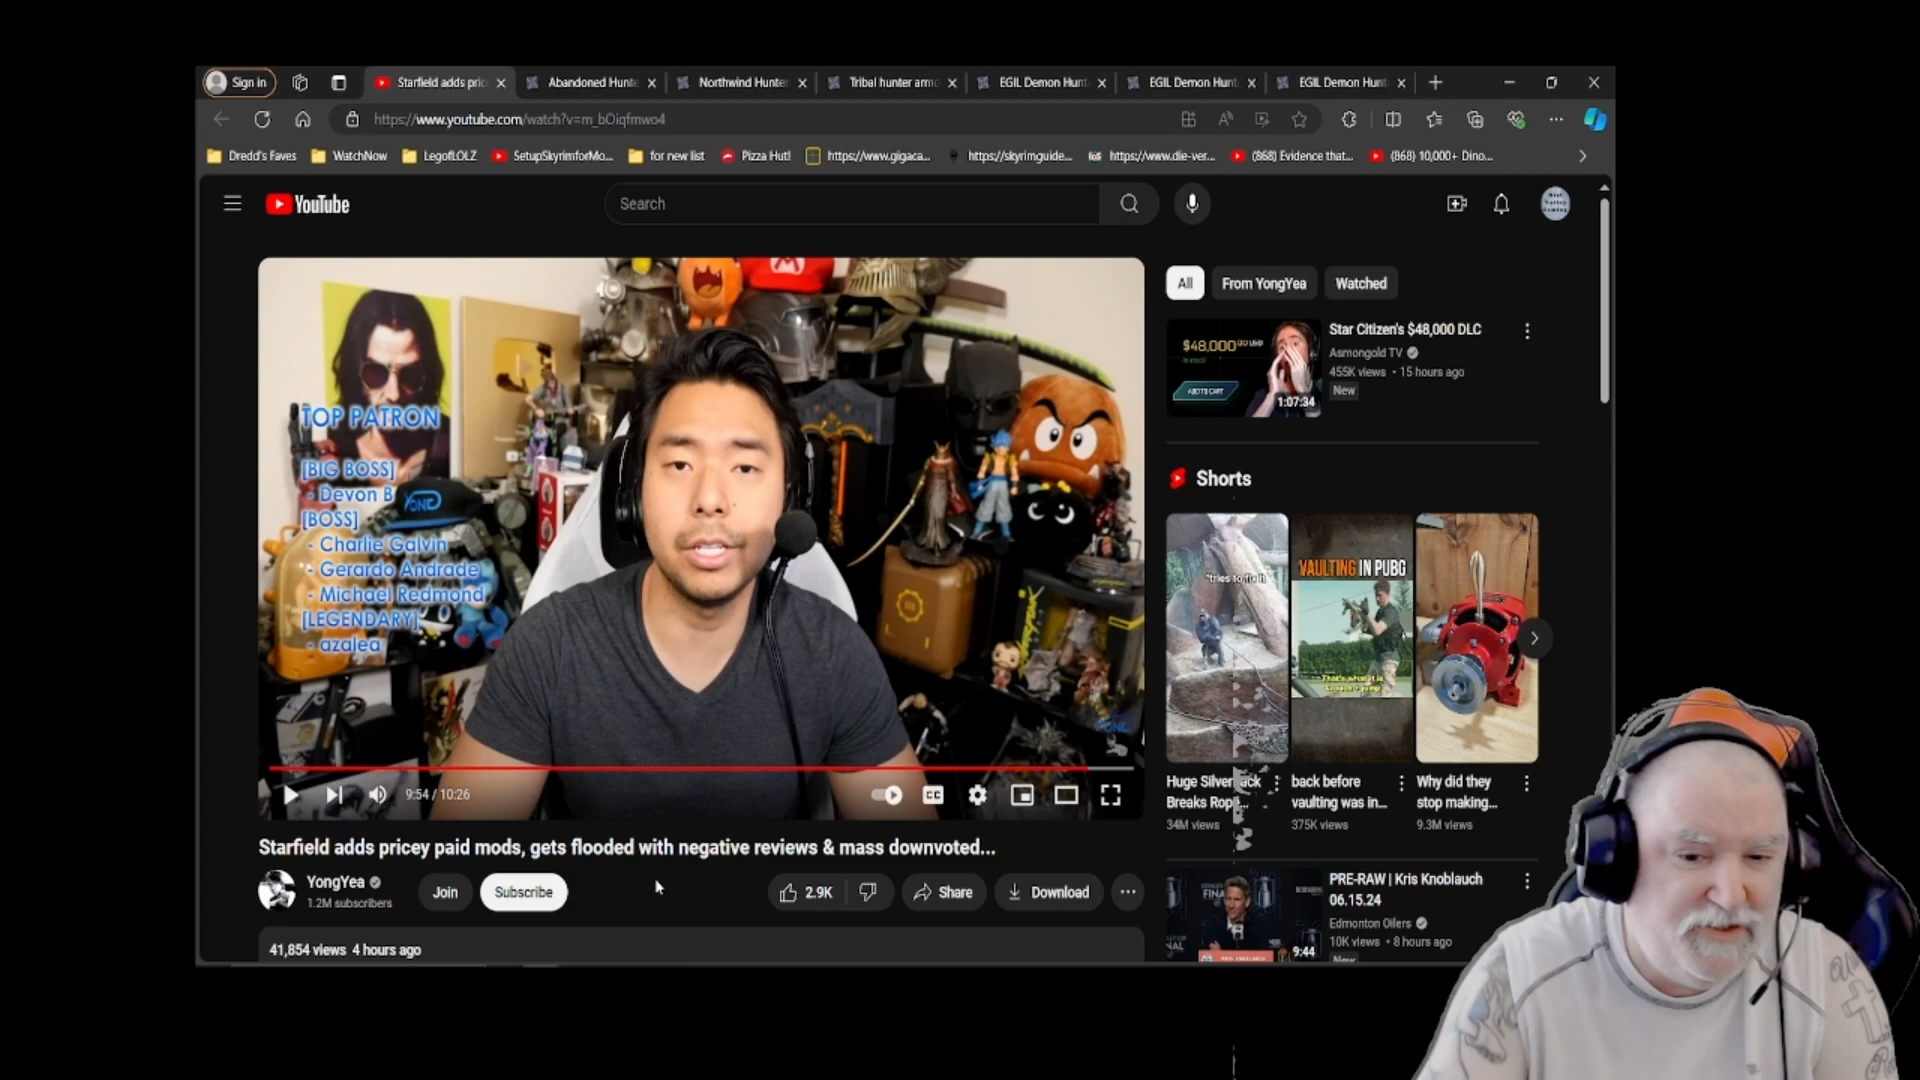 Sign in
Starfield adds pric
Abandoned Hunte
Northwind Hunter
Tribal hunter armo
EGIL Demon Hunt
EGIL Demon Hunt
EGIL Demon Hunt
https://www.youtube.com/watch?v=m_bOiqfmwo4
Dredd's Faves
WatchNow
LegofLOLZ
SetupSkyrimforMo...
for new list
Pizza Hut!
https://www.gigaca...
https://skyrimguide...
https://www.die-ver...
(868) Evidence that...
(868) 10,000+ Dino...
YouTube
Search
TOP PATRON
[BIG BOSS]
- Devon B
[BOSS]
- Charlie Galvin
- Gerardo Andrade
- Michael Redmond
[LEGENDARY]
- azalea
9:54 / 10:26
CC
Starfield adds pricey paid mods, gets flooded with negative reviews & mass downvoted...
YongYea
1.2M subscribers
Join
Subscribe
2.9K
Share
Download
41,854 views 4 hours ago
All
From YongYea
Watched
$48,000
1:07:34
Star Citizen's $48,000 DLC
Asmongold TV
455K views • 15 hours ago
New
Shorts
VAULTING IN PUBG
Huge Silverback
Breaks Rope...
34M views
back before
vaulting was in...
375K views
Why did they
stop making...
9.3M views
9:44
PRE-RAW | Kris Knoblauch
06.15.24
Edmonton Oilers
10K views • 8 hours ago
New